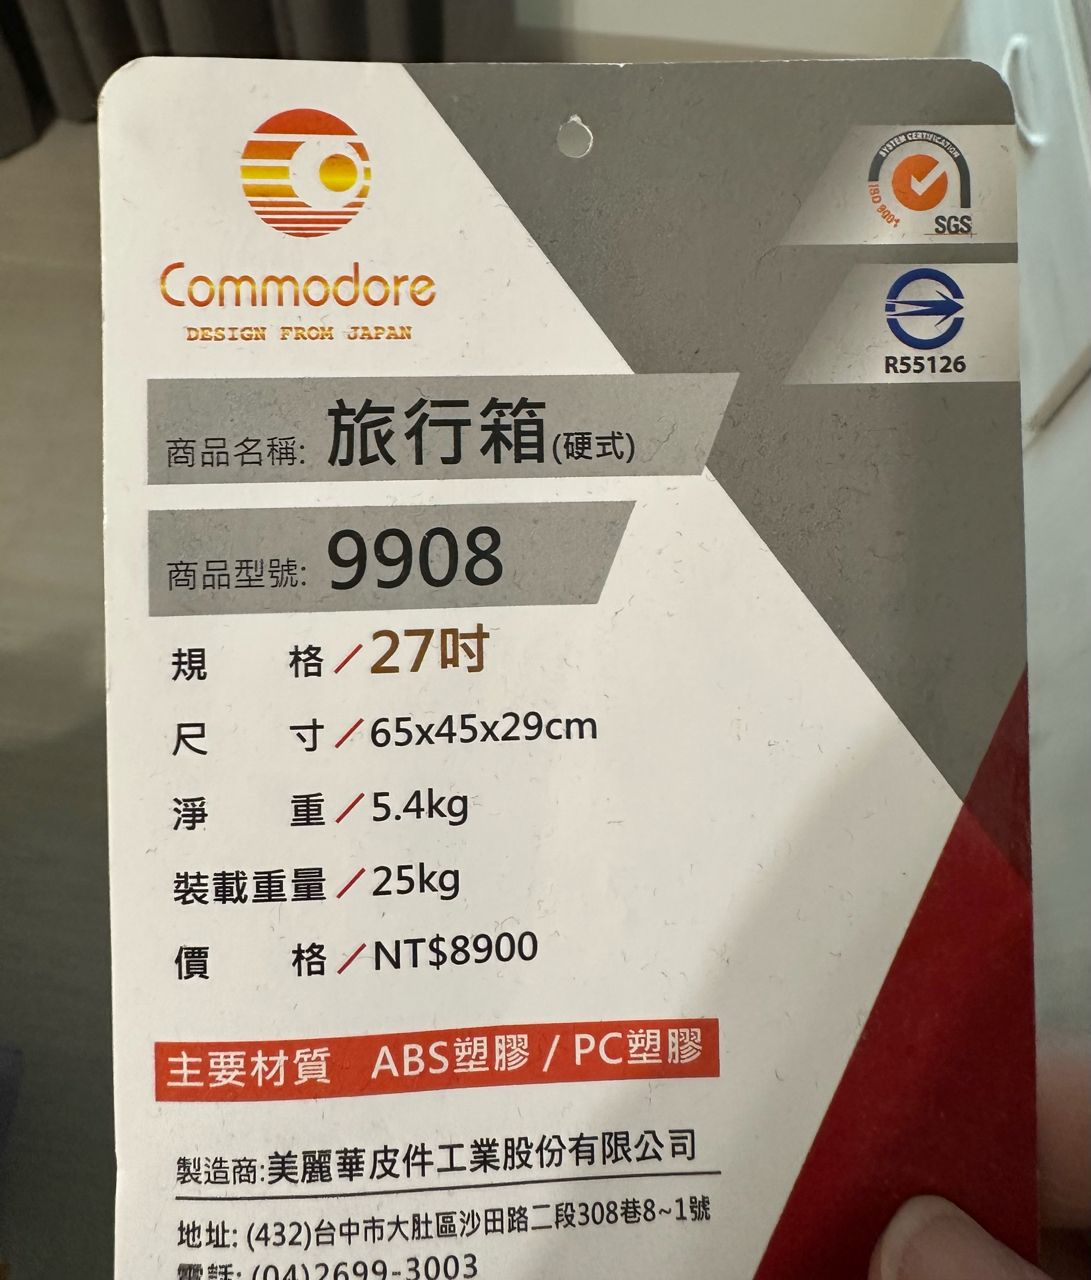 Commodore
DESIGN FROM JAPAN
SYSTEM CERTIFICATION
ISO 9001
SGS
R55126
商品名稱: 旅行箱(硬式)
商品型號: 9908
規 格/27吋
尺 寸/65x45x29cm
淨 重/5.4kg
裝載重量/25kg
價 格/NT$8900
主要材質 ABS塑膠/PC塑膠
製造商:美麗華皮件工業股份有限公司
地址: (432)台中市大肚區沙田路二段308巷8~1號
電話: (04)2699-3003